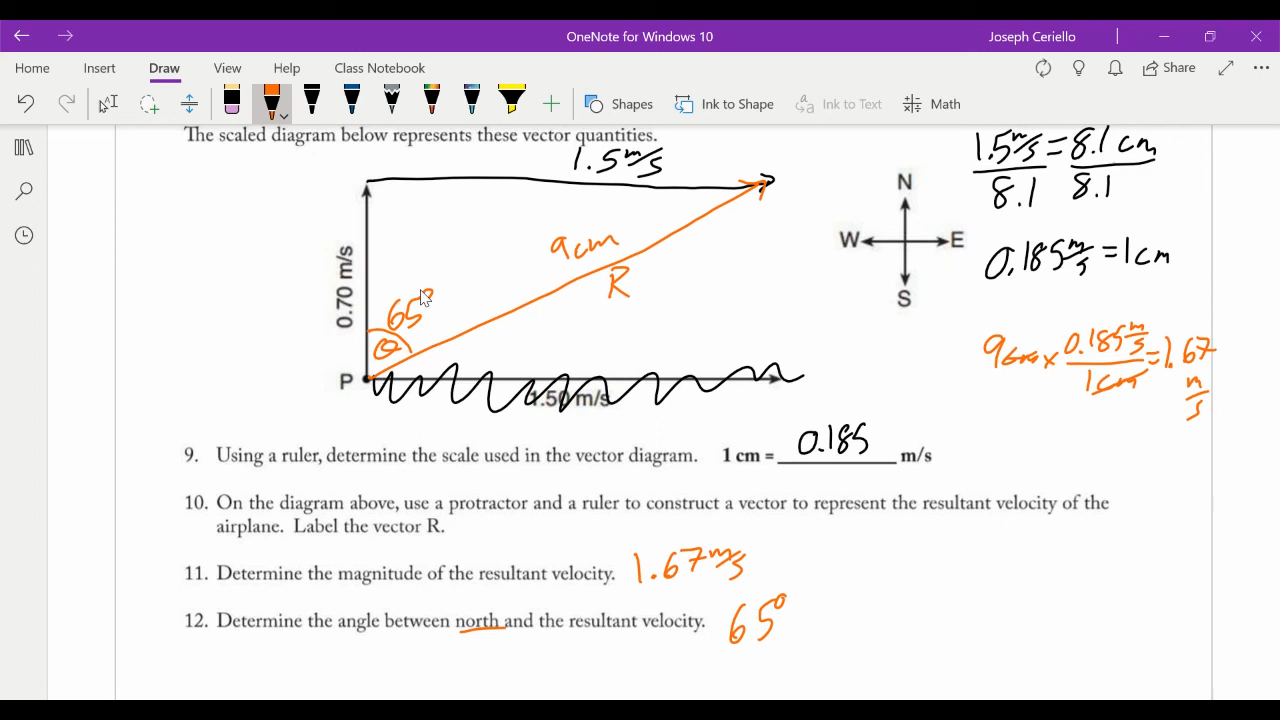 OneNote for Windows 10
Joseph Ceriello
Home Insert Draw View Help Class Notebook Share
Shapes Ink to Shape Ink to Text Math
The scaled diagram below represents these vector quantities.
1.5 m/s
1.5 m/s = 8.1 cm
8.1 8.1
0.185 m/s = 1 cm
N
W E
S
0.70 m/s
9 cm
R
65°
θ
9 cm x 0.185 m/s = 1.67 m/s
1 cm
P
1.50 m/s
9. Using a ruler, determine the scale used in the vector diagram. 1 cm = 0.185 m/s
10. On the diagram above, use a protractor and a ruler to construct a vector to represent the resultant velocity of the
airplane. Label the vector R.
11. Determine the magnitude of the resultant velocity. 1.67 m/s
12. Determine the angle between north and the resultant velocity. 65°